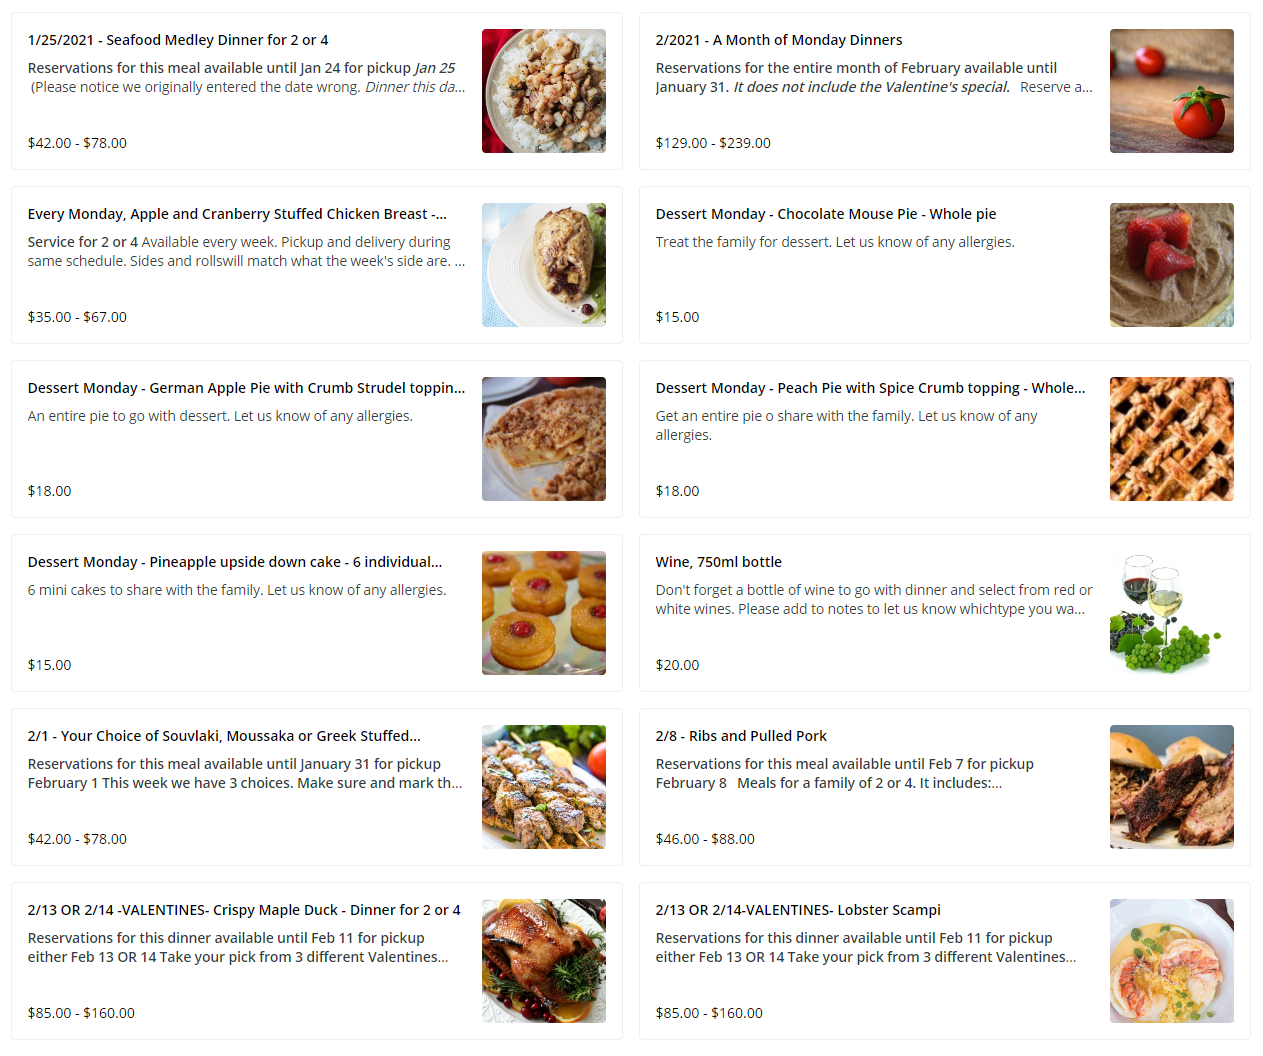 1/25/2021 - Seafood Medley Dinner for 2 or 4
Reservations for this meal available until Jan 24 for pickup Jan 25
(Please notice we originally entered the date wrong. Dinner this da...
$42.00 - $78.00
2/2021 - A Month of Monday Dinners
Reservations for the entire month of February available until
January 31. It does not include the Valentine's special. Reserve a...
$129.00 - $239.00
Every Monday, Apple and Cranberry Stuffed Chicken Breast -...
Service for 2 or 4 Available every week. Pickup and delivery during
same schedule. Sides and rollswill match what the week's side are. ...
$35.00 - $67.00
Dessert Monday - Chocolate Mouse Pie - Whole pie
Treat the family for dessert. Let us know of any allergies.
$15.00
Dessert Monday - German Apple Pie with Crumb Strudel toppin...
An entire pie to go with dessert. Let us know of any allergies.
$18.00
Dessert Monday - Peach Pie with Spice Crumb topping - Whole...
Get an entire pie o share with the family. Let us know of any
allergies.
$18.00
Dessert Monday - Pineapple upside down cake - 6 individual...
6 mini cakes to share with the family. Let us know of any allergies.
$15.00
Wine, 750ml bottle
Don't forget a bottle of wine to go with dinner and select from red or
white wines. Please add to notes to let us know whichtype you wa...
$20.00
2/1 - Your Choice of Souvlaki, Moussaka or Greek Stuffed...
Reservations for this meal available until January 31 for pickup
February 1 This week we have 3 choices. Make sure and mark th...
$42.00 - $78.00
2/8 - Ribs and Pulled Pork
Reservations for this meal available until Feb 7 for pickup
February 8 Meals for a family of 2 or 4. It includes:...
$46.00 - $88.00
2/13 OR 2/14 -VALENTINES- Crispy Maple Duck - Dinner for 2 or 4
Reservations for this dinner available until Feb 11 for pickup
either Feb 13 OR 14 Take your pick from 3 different Valentines...
$85.00 - $160.00
2/13 OR 2/14-VALENTINES- Lobster Scampi
Reservations for this dinner available until Feb 11 for pickup
either Feb 13 OR 14 Take your pick from 3 different Valentines...
$85.00 - $160.00